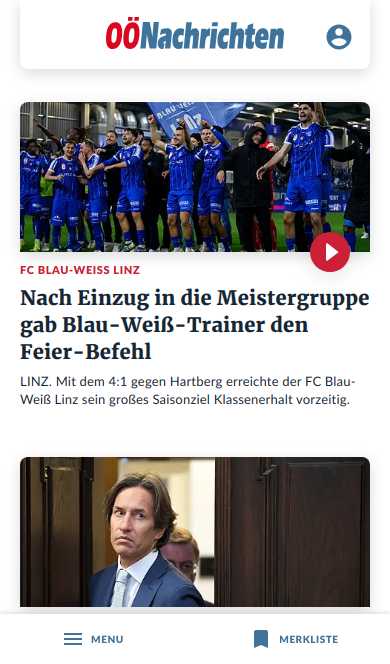 OÖNachrichten
FC BLAU-WEISS LINZ
Nach Einzug in die Meistergruppe
gab Blau-Weiß-Trainer den
Feier-Befehl
LINZ. Mit dem 4:1 gegen Hartberg erreichte der FC Blau-
Weiß Linz sein großes Saisonziel Klassenerhalt vorzeitig.
MENU
MERKLISTE